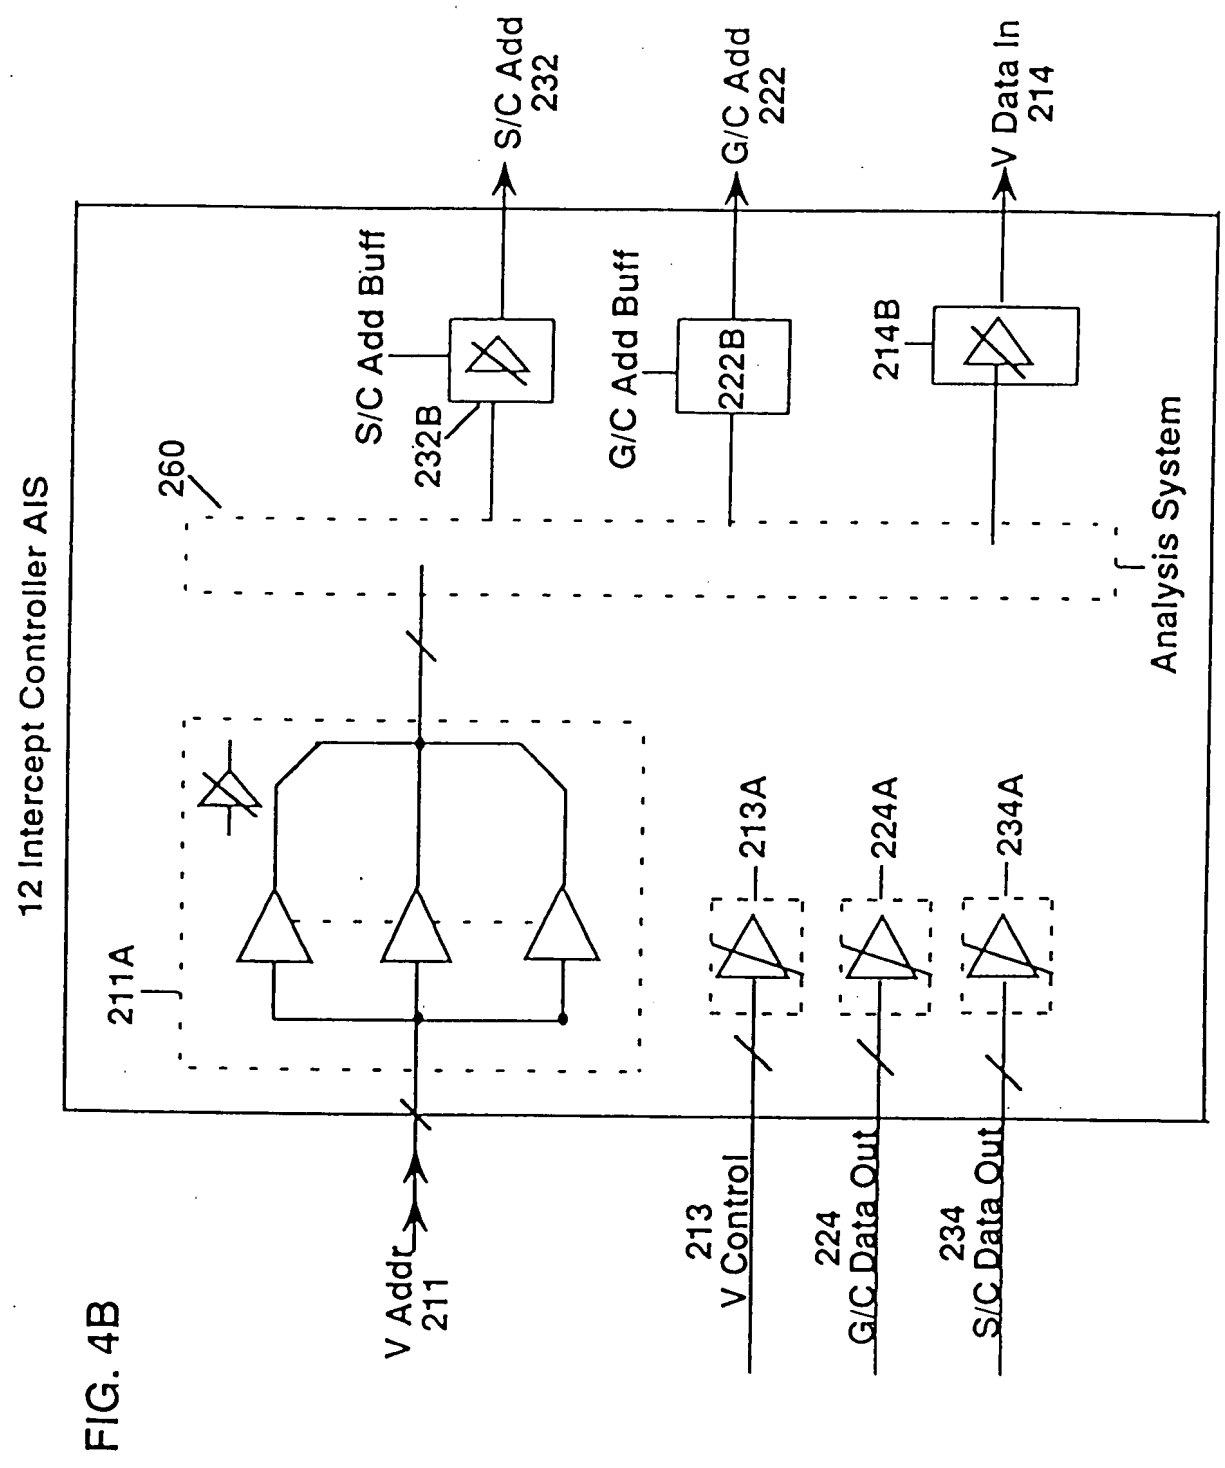 FIG. 4B
12 Intercept Controller AIS
V Addr
211
211A
260
S/C Add Buff
232B
S/C Add
232
G/C Add Buff
222B
G/C Add
222
214B
V Data In
214
Analysis System
213
V Control
213A
224
G/C Data Out
224A
234
S/C Data Out
234A